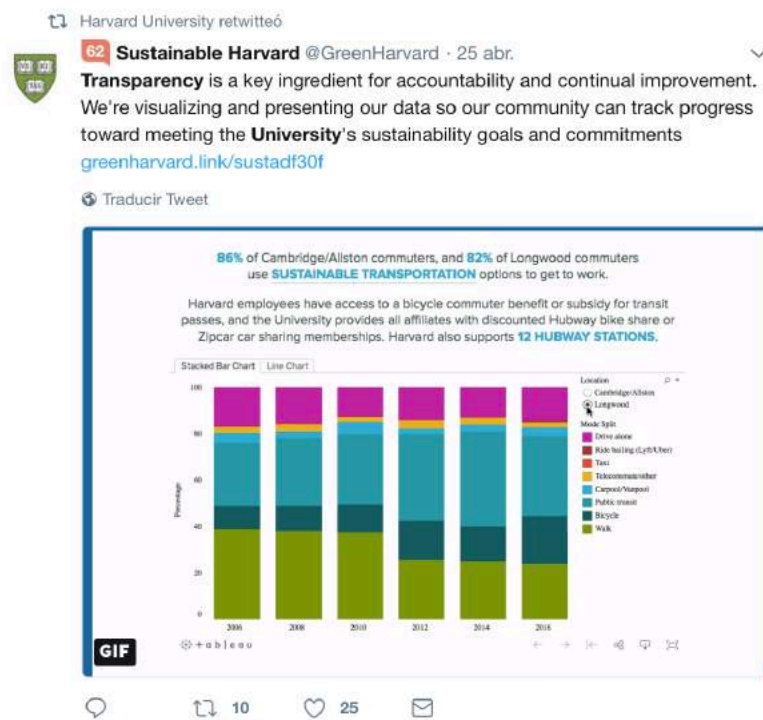 Harvard University retwitteó
62 Sustainable Harvard @GreenHarvard · 25 abr.
Transparency is a key ingredient for accountability and continual improvement.
We're visualizing and presenting our data so our community can track progress
toward meeting the University's sustainability goals and commitments
greenharvard.link/sustadf30f
Traducir Tweet
86% of Cambridge/Allston commuters, and 82% of Longwood commuters
use SUSTAINABLE TRANSPORTATION options to get to work.
Harvard employees have access to a bicycle commuter benefit or subsidy for transit
passes, and the University provides all affiliates with discounted Hubway bike share or
Zipcar car sharing memberships. Harvard also supports 12 HUBWAY STATIONS.
Stacked Bar Chart Line Chart
Location
Cambridge/Allston
Longwood
Mode Split
Drive alone
Ride hailing (Lyft/Uber)
Taxi
Telecommute/other
Carpool/Vanpool
Public transit
Bicycle
Walk
Percentage
100
80
60
40
20
0
2006 2008 2010 2012 2014 2016
+ableau
GIF
10 25